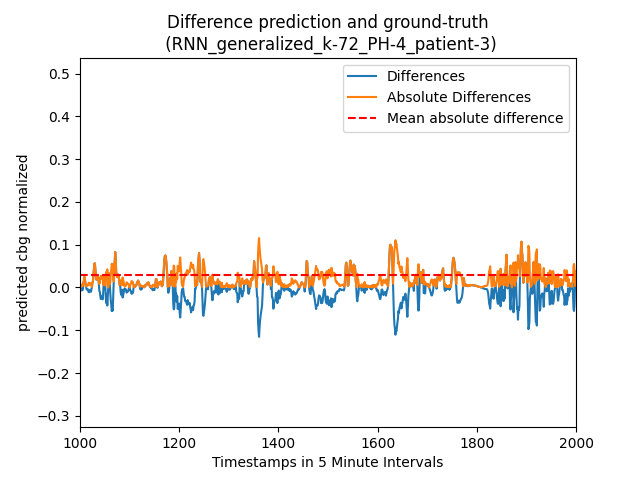 Difference prediction and ground-truth
(RNN_generalized_k-72_PH-4_patient-3)
Differences
Absolute Differences
Mean absolute difference
predicted cbg normalized
0.5
0.4
0.3
0.2
0.1
0.0
−0.1
−0.2
−0.3
1000
1200
1400
1600
1800
2000
Timestamps in 5 Minute Intervals